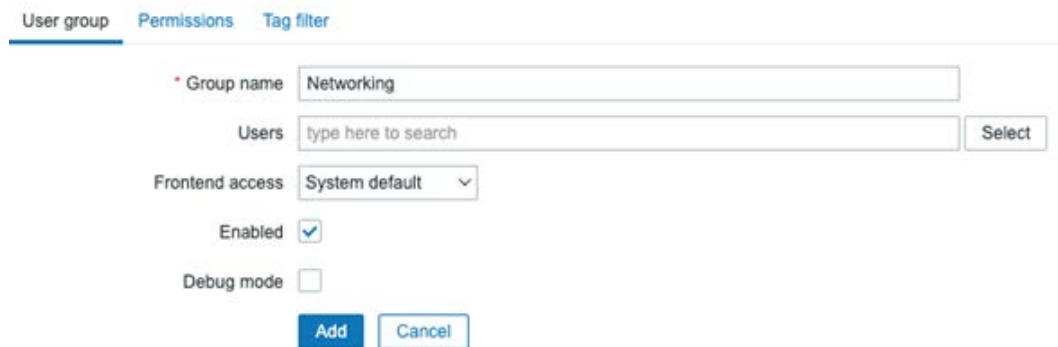 User group Permissions Tag filter
* Group name Networking
Users type here to search Select
Frontend access System default
Enabled
Debug mode
Add Cancel